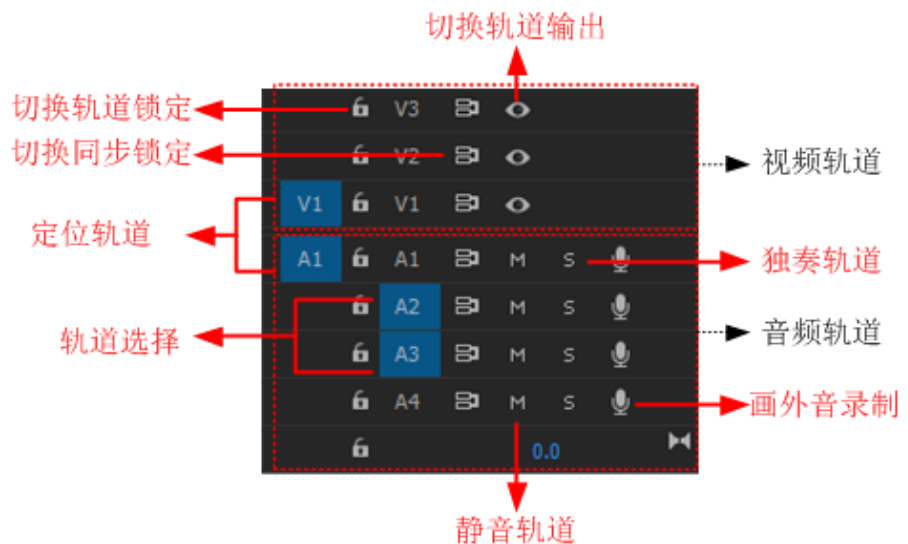 切换轨道输出
切换轨道锁定 V3
切换同步锁定 V2 视频轨道
V1 V1
定位轨道
A1 A1 M S 独奏轨道
A2 M S
轨道选择 音频轨道
A3 M S
A4 M S 画外音录制
0.0
静音轨道